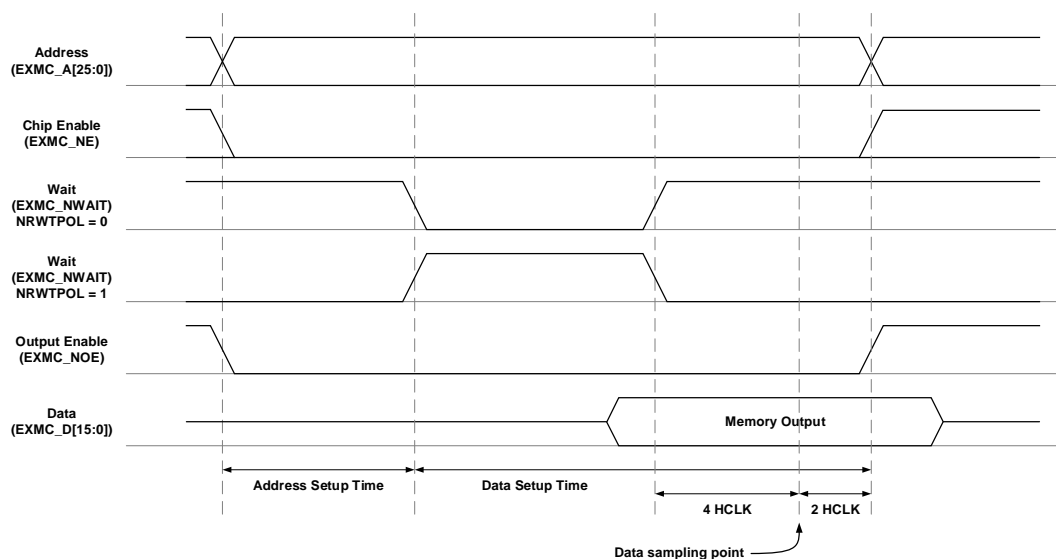 Address
(EXMC_A[25:0])
Chip Enable
(EXMC_NE)
Wait
(EXMC_NWAIT)
NRWTPOL = 0
Wait
(EXMC_NWAIT)
NRWTPOL = 1
Output Enable
(EXMC_NOE)
Data
(EXMC_D[15:0])
Memory Output
Address Setup Time
Data Setup Time
4 HCLK
2 HCLK
Data sampling point